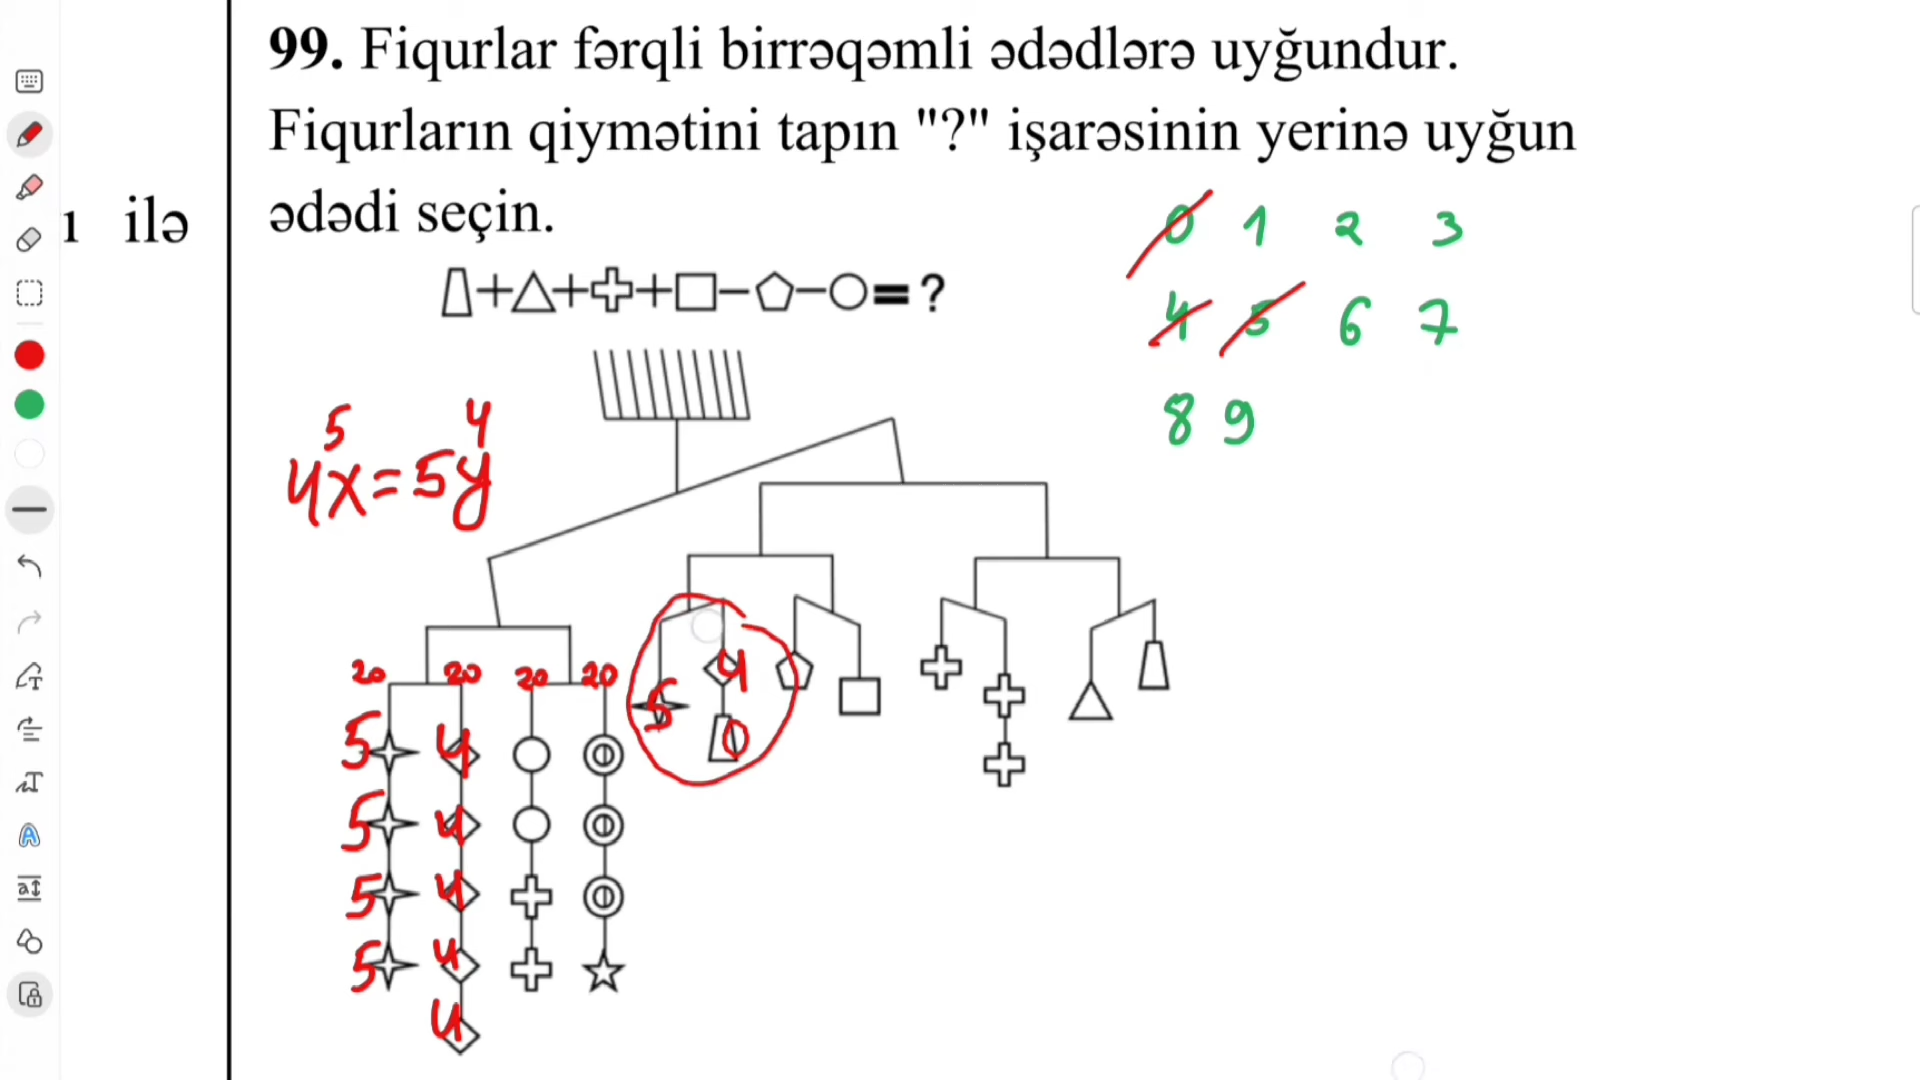 99. Fiqurlar fərqli birrəqəmli ədədlərə uyğundur.
Fiqurların qiymətini tapın "?" işarəsinin yerinə uyğun
ı ilə
ədədi seçin.
0 1 2 3
+ + + - - = ?
4 5 6 7
8 9
5 4
4x=5y
20 20 20 20
5 4
5 4
5 4
5 4
4
5 4
0